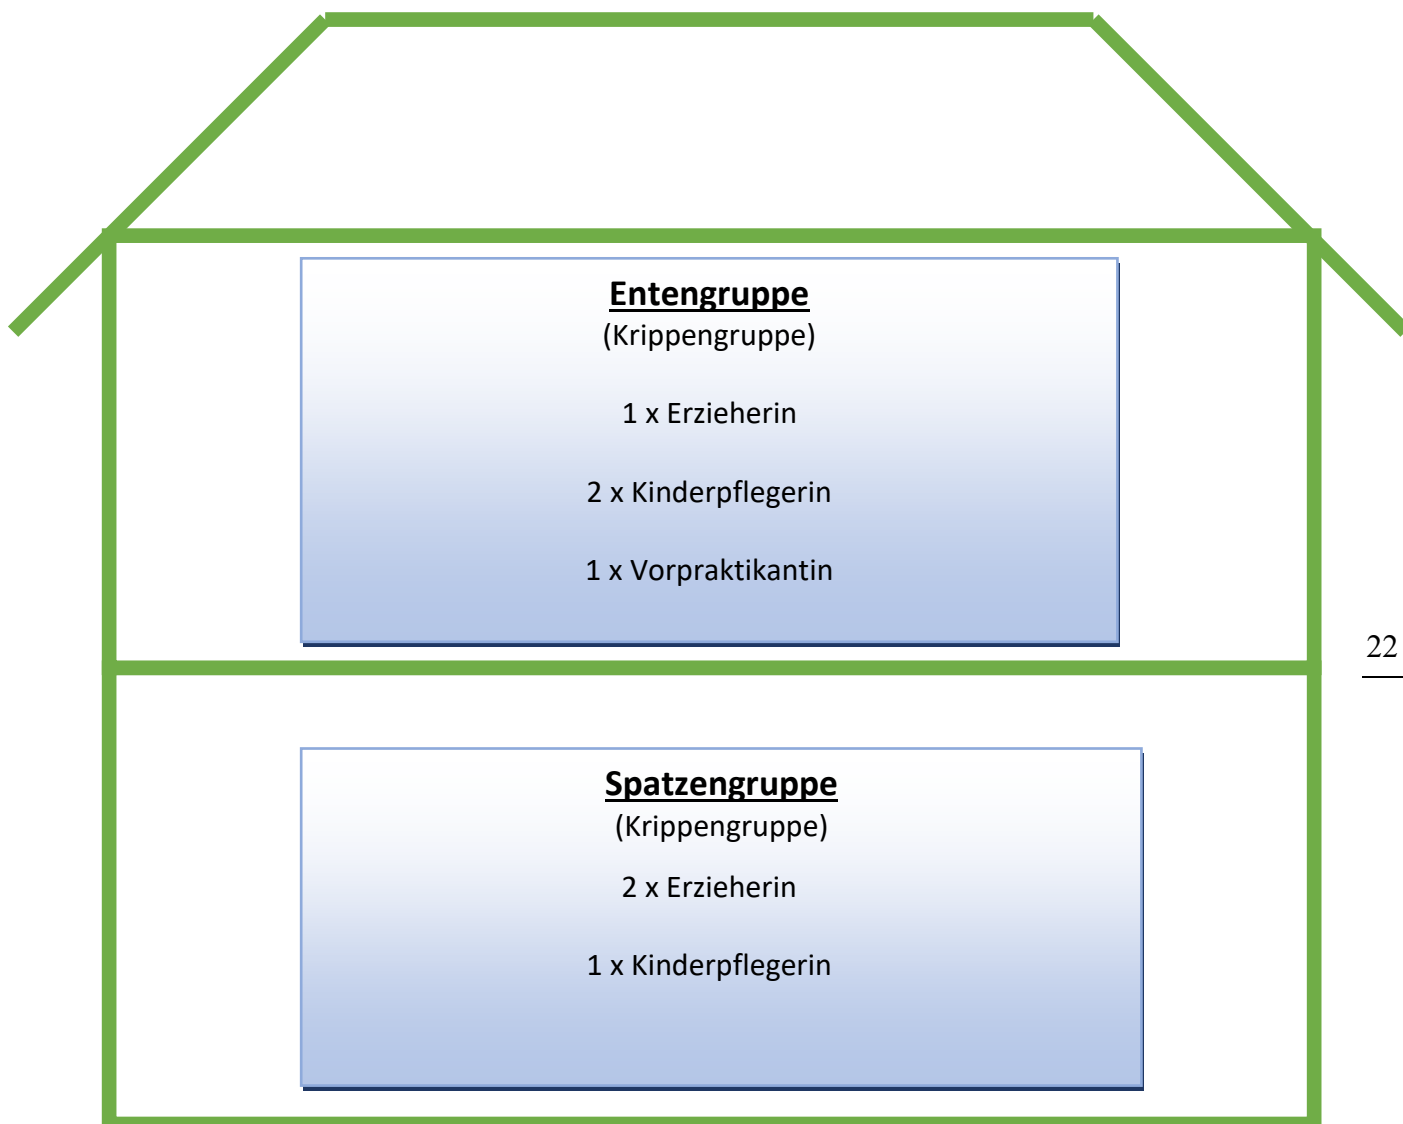 Entengruppe
(Krippengruppe)
1 x Erzieherin
2 x Kinderpflegerin
1 x Vorpraktikantin
22
Spatzengruppe
(Krippengruppe)
2 x Erzieherin
1 x Kinderpflegerin